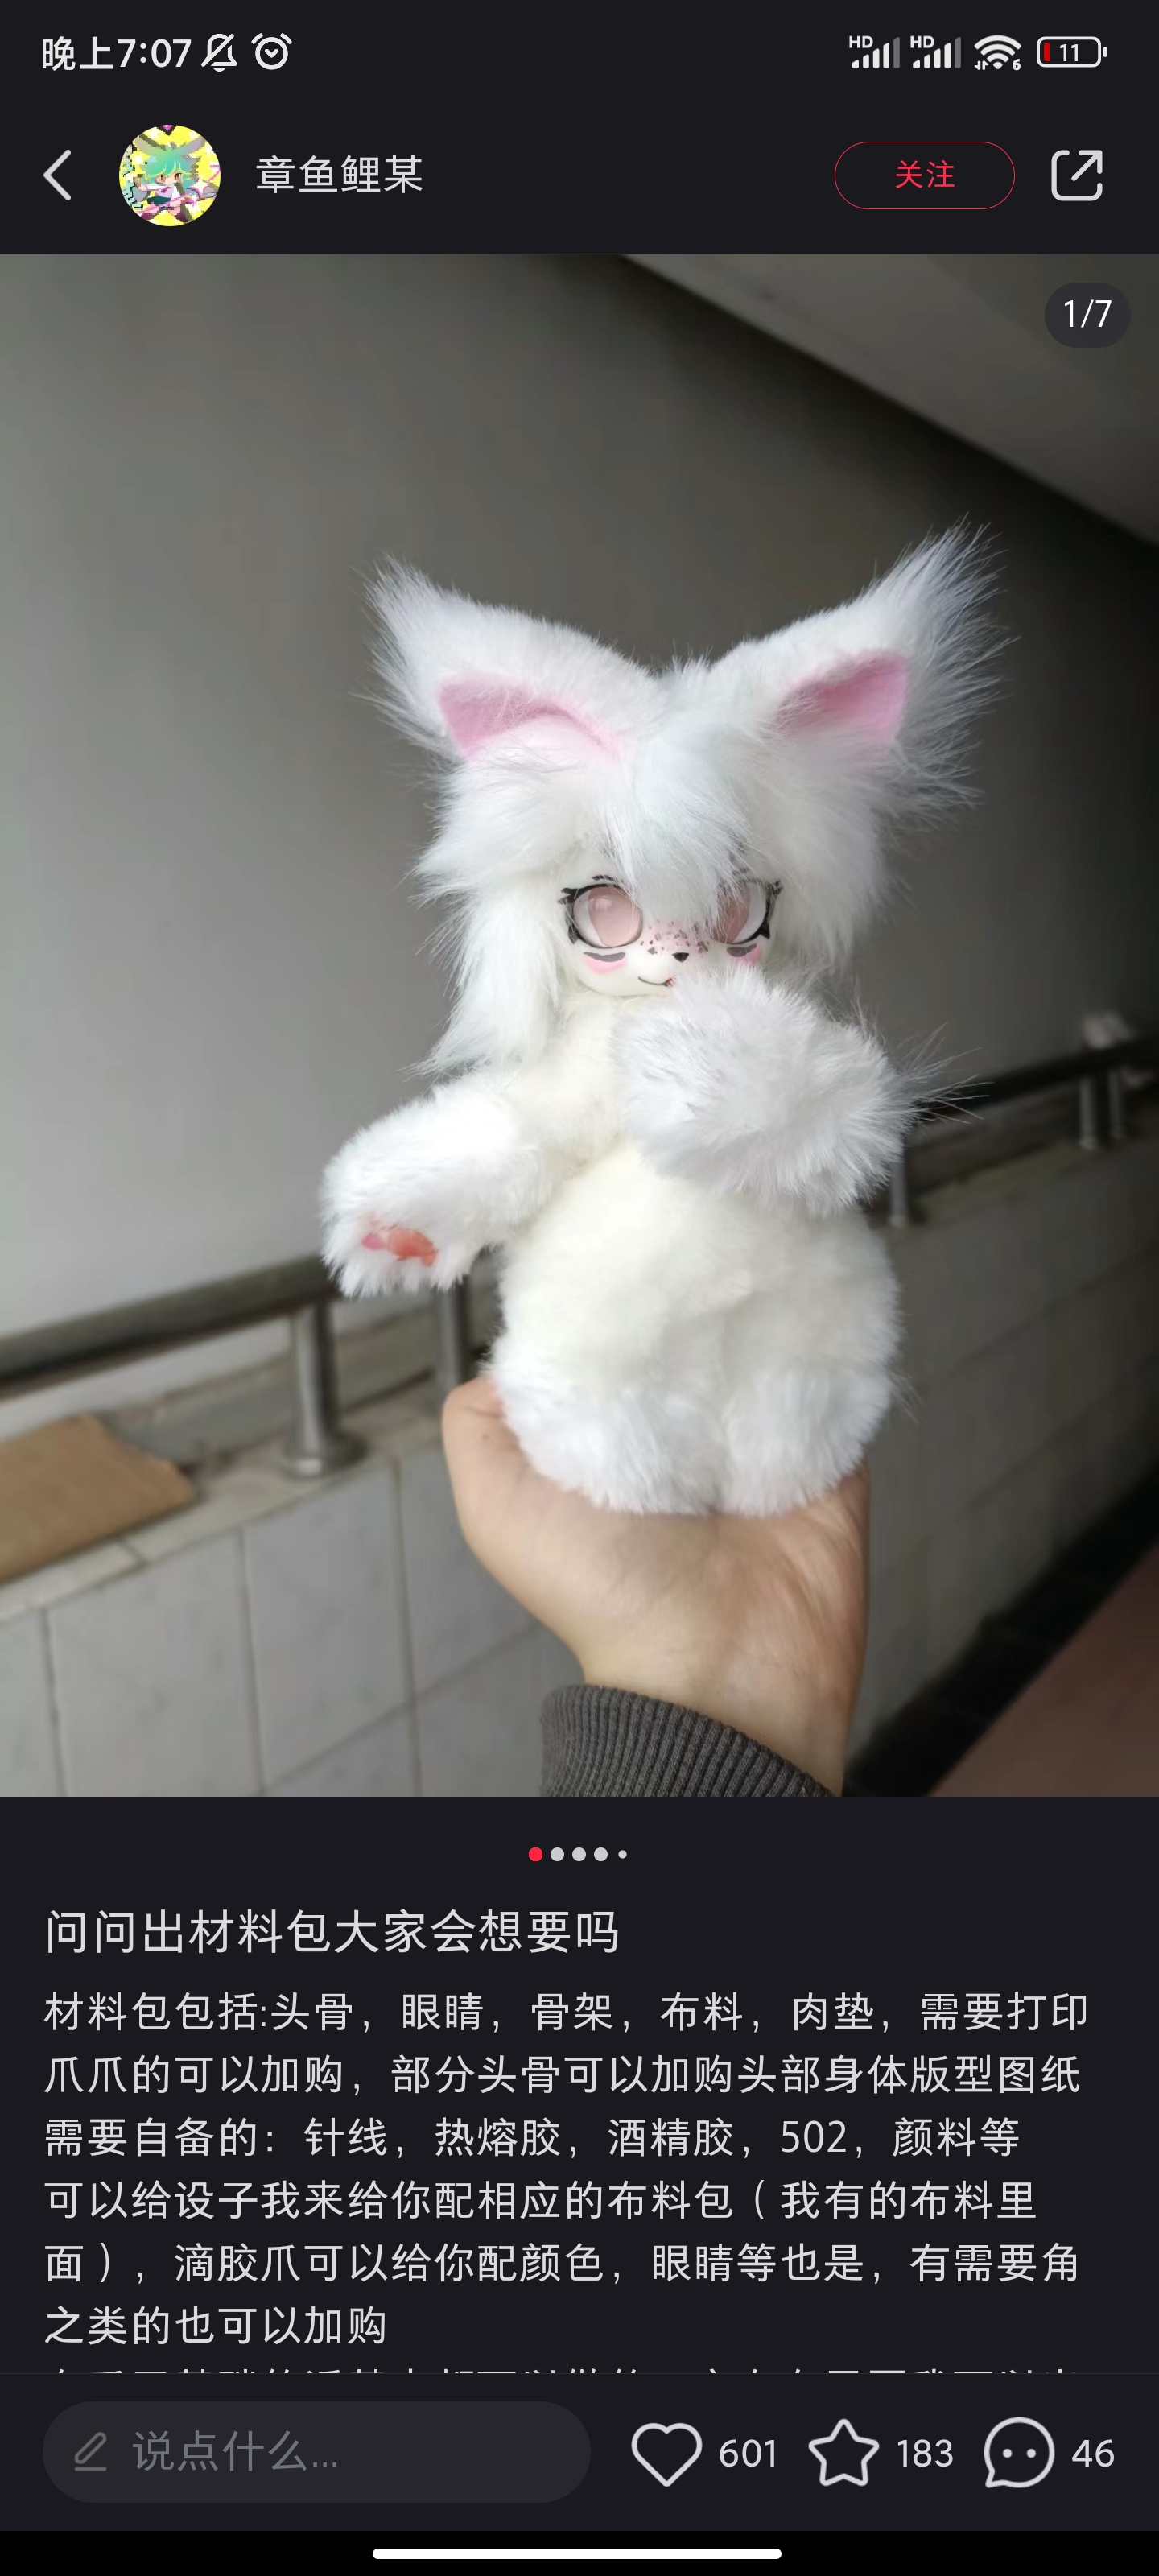 晚上7:07
HD HD 6 11
章鱼鲤某
关注
1/7
问问出材料包大家会想要吗
材料包包括:头骨，眼睛，骨架，布料，肉垫，需要打印
爪爪的可以加购，部分头骨可以加购头部身体版型图纸
需要自备的：针线，热熔胶，酒精胶，502，颜料等
可以给设子我来给你配相应的布料包（我有的布料里
面），滴胶爪可以给你配颜色，眼睛等也是，有需要角
之类的也可以加购
说点什么...
601
183
46